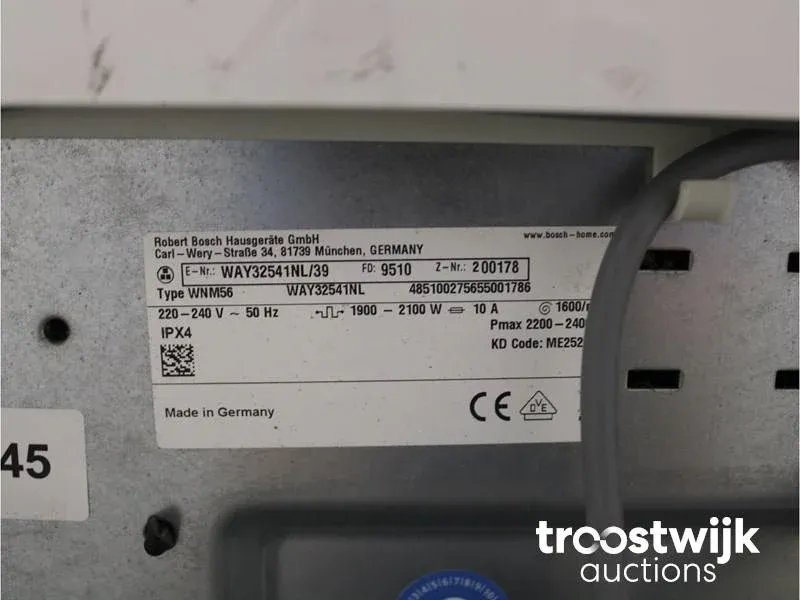 Robert Bosch Hausgeräte GmbH
www.bosch-home.com
Carl-Wery-Straße 34, 81739 München, GERMANY
E-Nr.: WAY32541NL/39 FD: 9510 Z-Nr.: 200178
Type WNM56 WAY32541NL 485100275655001786
220-240 V ~ 50 Hz 1900 - 2100 W 10 A 1600/
IPX4 Pmax 2200-240
KD Code: ME252
Made in Germany CE DVE
45
troostwijk
auctions